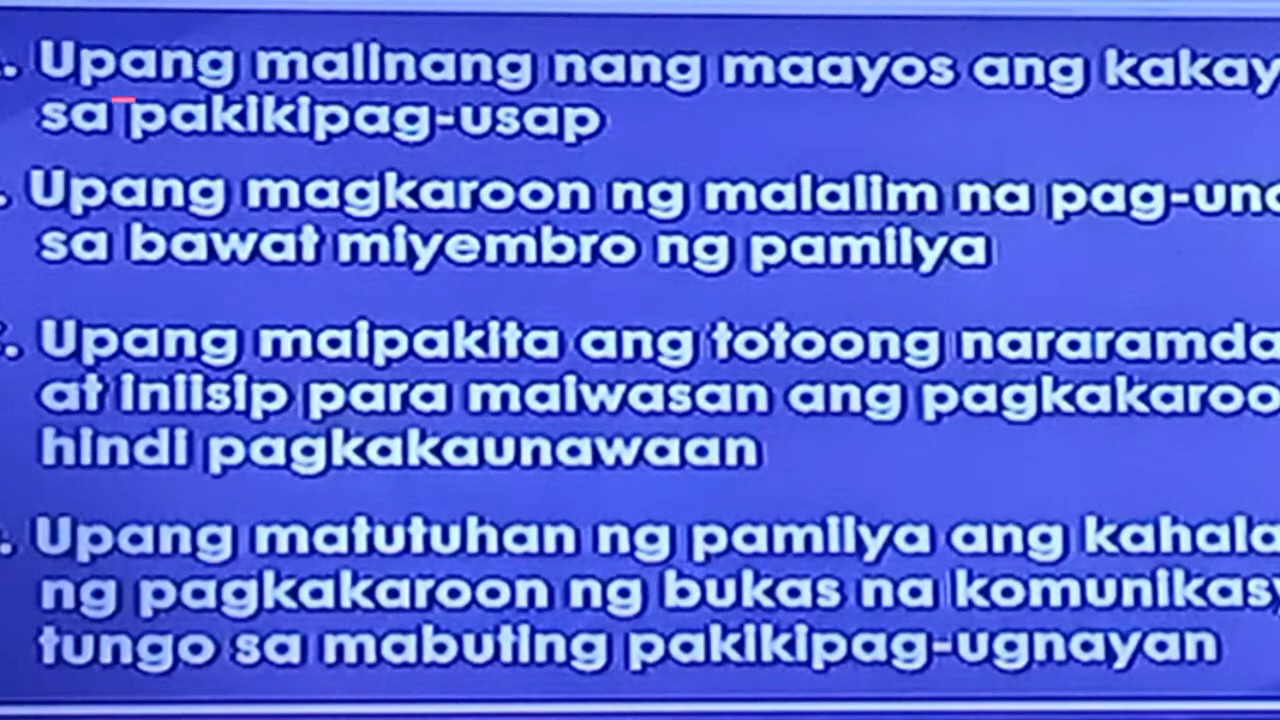 Upang malinang nang maayos ang
sa pakikipag-usap
Upang magkaroon ng malalim na
sa bawat miyembro ng pamilya
Upang maipakita ang totoong
at iniisip para maiwasan ang
hindi pagkakaunawaan
Upang matutuhan ng pamilya ang
ng pagkakaroon ng bukas na
tungo sa mabuting pakikipag-ugnayan